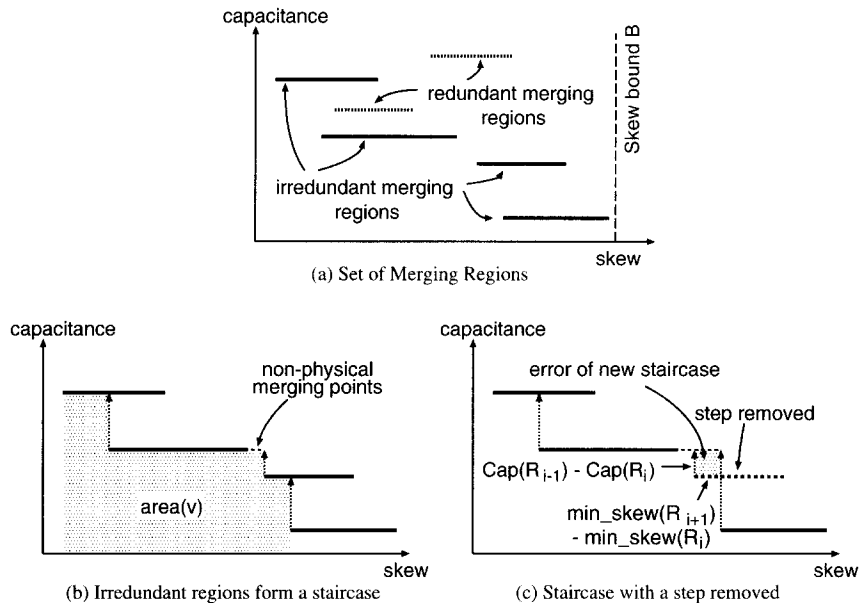 capacitance
Skew bound B
redundant merging
regions
irredundant merging
regions
skew
(a) Set of Merging Regions
capacitance
non-physical
merging points
area(v)
skew
(b) Irredundant regions form a staircase
capacitance
error of new staircase
step removed
Cap(R i-1) - Cap(Ri)
min_skew(R i+1)
- min_skew(Ri)
skew
(c) Staircase with a step removed